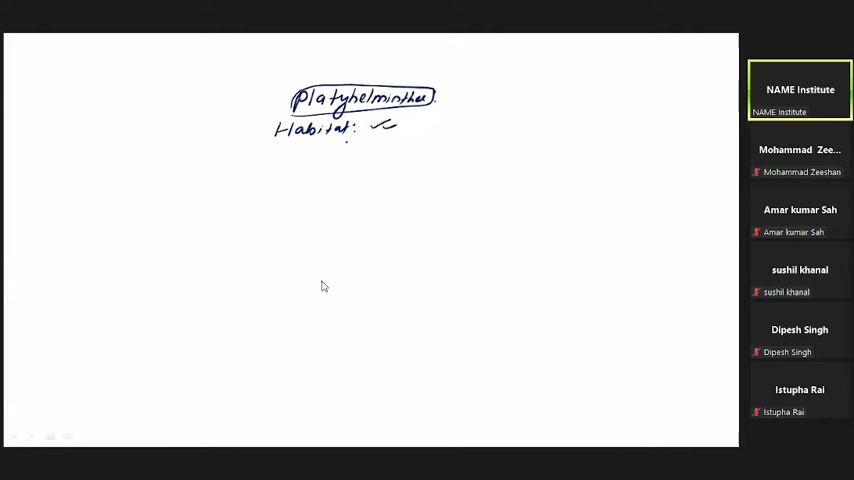 Platyhelminthes.
Habitat:
NAME Institute
NAME Institute
Mohammad Zee...
Mohammad Zeeshan
Amar kumar Sah
Amar kumar Sah
sushil khanal
sushil khanal
Dipesh Singh
Dipesh Singh
Istupha Rai
Istupha Rai